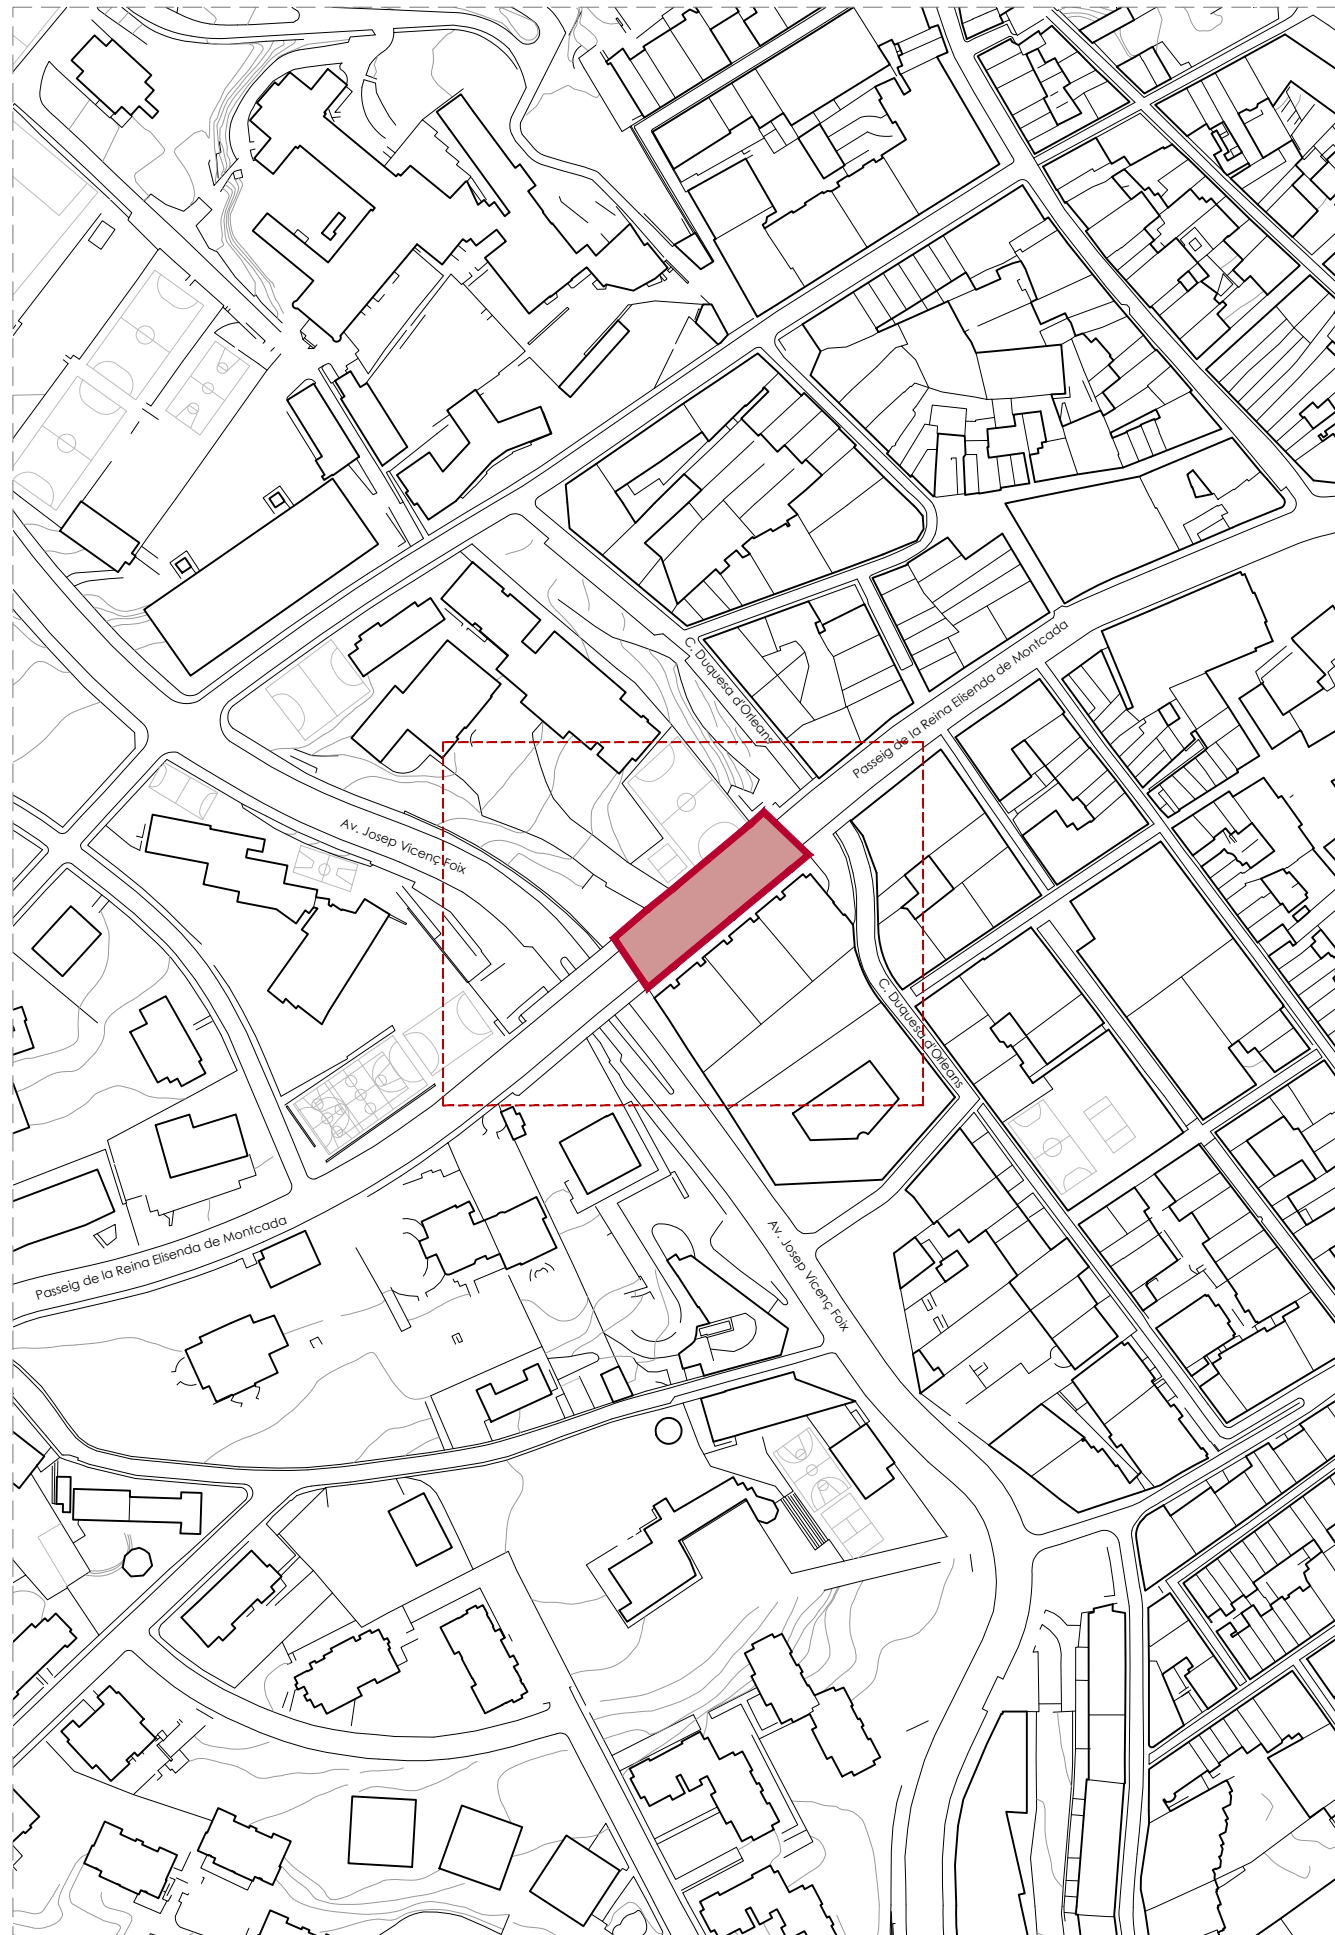 C. Duquesa d'Orleans
Passeig de la Reina Elisenda de Montcada
Av. Josep Vicenç Foix
C. Duquesa d'Orleans
Passeig de la Reina Elisenda de Montcada
Av. Josep Vicenç Foix